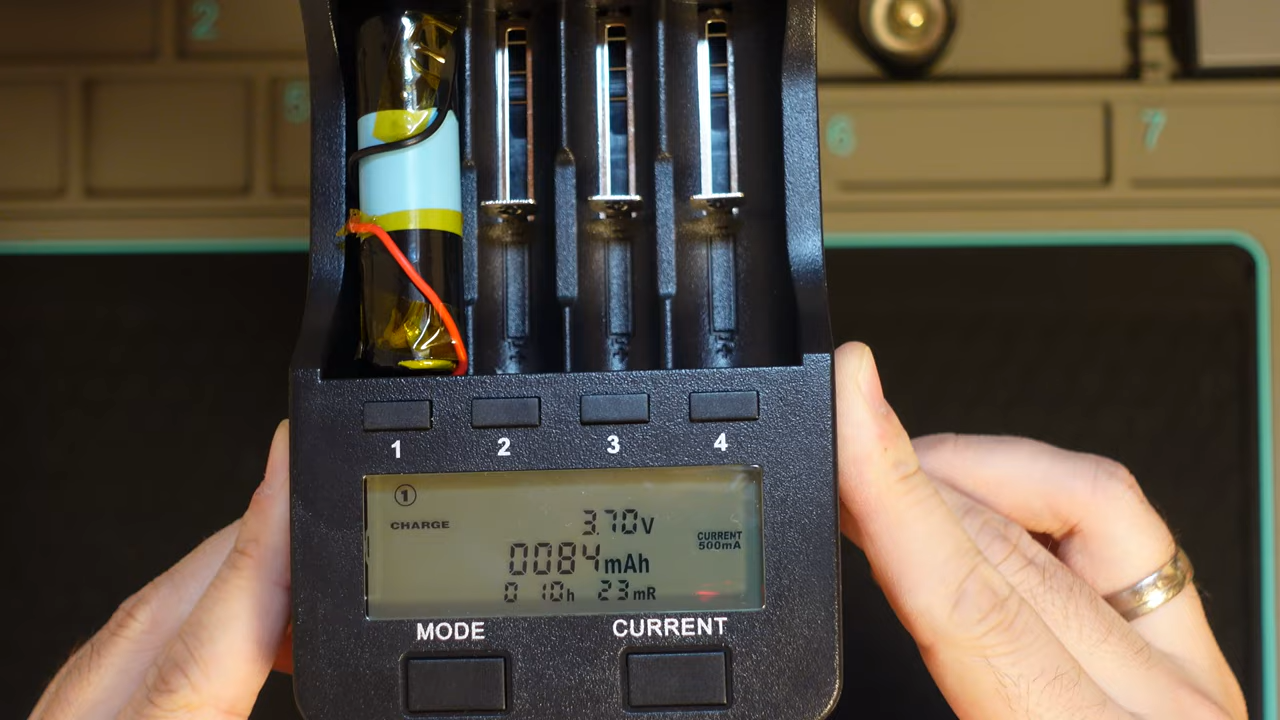 2
5
6
7
1 2 3 4
1
CHARGE
3.70V
CURRENT
500mA
0084mAh
0 10h 23mR
MODE CURRENT